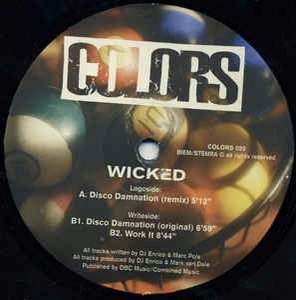 COLORS
COLORS 020
BIEM/STEMRA © All rights reserved
WICKED
Logoside:
A. Disco Damnation (remix) 5'12"
Writeside:
B1. Disco Damnation (original) 6'59"
B2. Work It 8'44"
All tracks written by DJ Enrico & Marc Pols
All tracks produced by DJ Enrico & Mark van Dale
Published by DBC Music/Combined Music